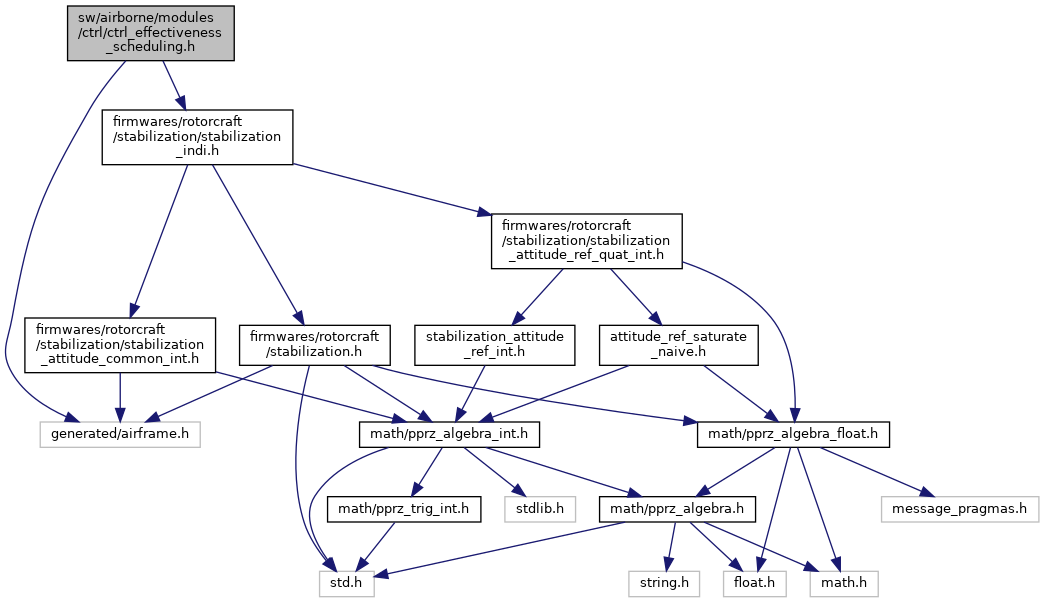 sw/airborne/modules
/ctrl/ctrl_effectiveness
_scheduling.h
firmwares/rotorcraft
/stabilization/stabilization
_indi.h
firmwares/rotorcraft
/stabilization/stabilization
_attitude_ref_quat_int.h
firmwares/rotorcraft
/stabilization/stabilization
_attitude_common_int.h
firmwares/rotorcraft
/stabilization.h
stabilization_attitude
_ref_int.h
attitude_ref_saturate
_naive.h
generated/airframe.h
math/pprz_algebra_int.h
math/pprz_algebra_float.h
math/pprz_trig_int.h
stdlib.h
math/pprz_algebra.h
message_pragmas.h
std.h
string.h
float.h
math.h